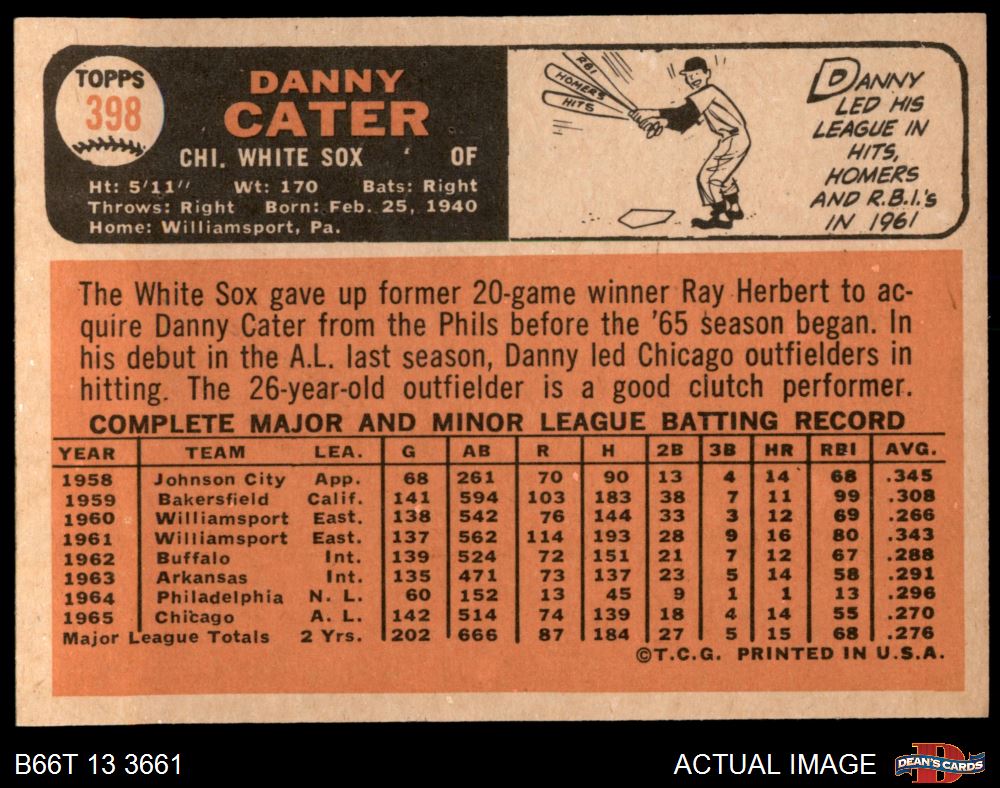 TOPPS
398
DANNY
CATER
CHI. WHITE SOX OF
Ht: 5'11" Wt: 170 Bats: Right
Throws: Right Born: Feb. 25, 1940
Home: Williamsport, Pa.
RBI
HOMERS
HITS
DANNY
LED HIS
LEAGUE IN
HITS,
HOMERS
AND R.B.I.'s
IN 1961
The White Sox gave up former 20-game winner Ray Herbert to ac-
quire Danny Cater from the Phils before the '65 season began. In
his debut in the A.L. last season, Danny led Chicago outfielders in
hitting. The 26-year-old outfielder is a good clutch performer.
COMPLETE MAJOR AND MINOR LEAGUE BATTING RECORD
YEAR TEAM LEA. G AB R H 2B 3B HR RBI AVG.
1958 Johnson City App. 68 261 70 90 13 4 14 68 .345
1959 Bakersfield Calif. 141 594 103 183 38 7 11 99 .308
1960 Williamsport East. 138 542 76 144 33 3 12 69 .266
1961 Williamsport East. 137 562 114 193 28 9 16 80 .343
1962 Buffalo Int. 139 524 72 151 21 7 12 67 .288
1963 Arkansas Int. 135 471 73 137 23 5 14 58 .291
1964 Philadelphia N. L. 60 152 13 45 9 1 1 13 .296
1965 Chicago A. L. 142 514 74 139 18 4 14 55 .270
Major League Totals 2 Yrs. 202 666 87 184 27 5 15 68 .276
©T.C.G. PRINTED IN U.S.A.
B66T 13 3661
ACTUAL IMAGE
D
DEAN'S CARDS